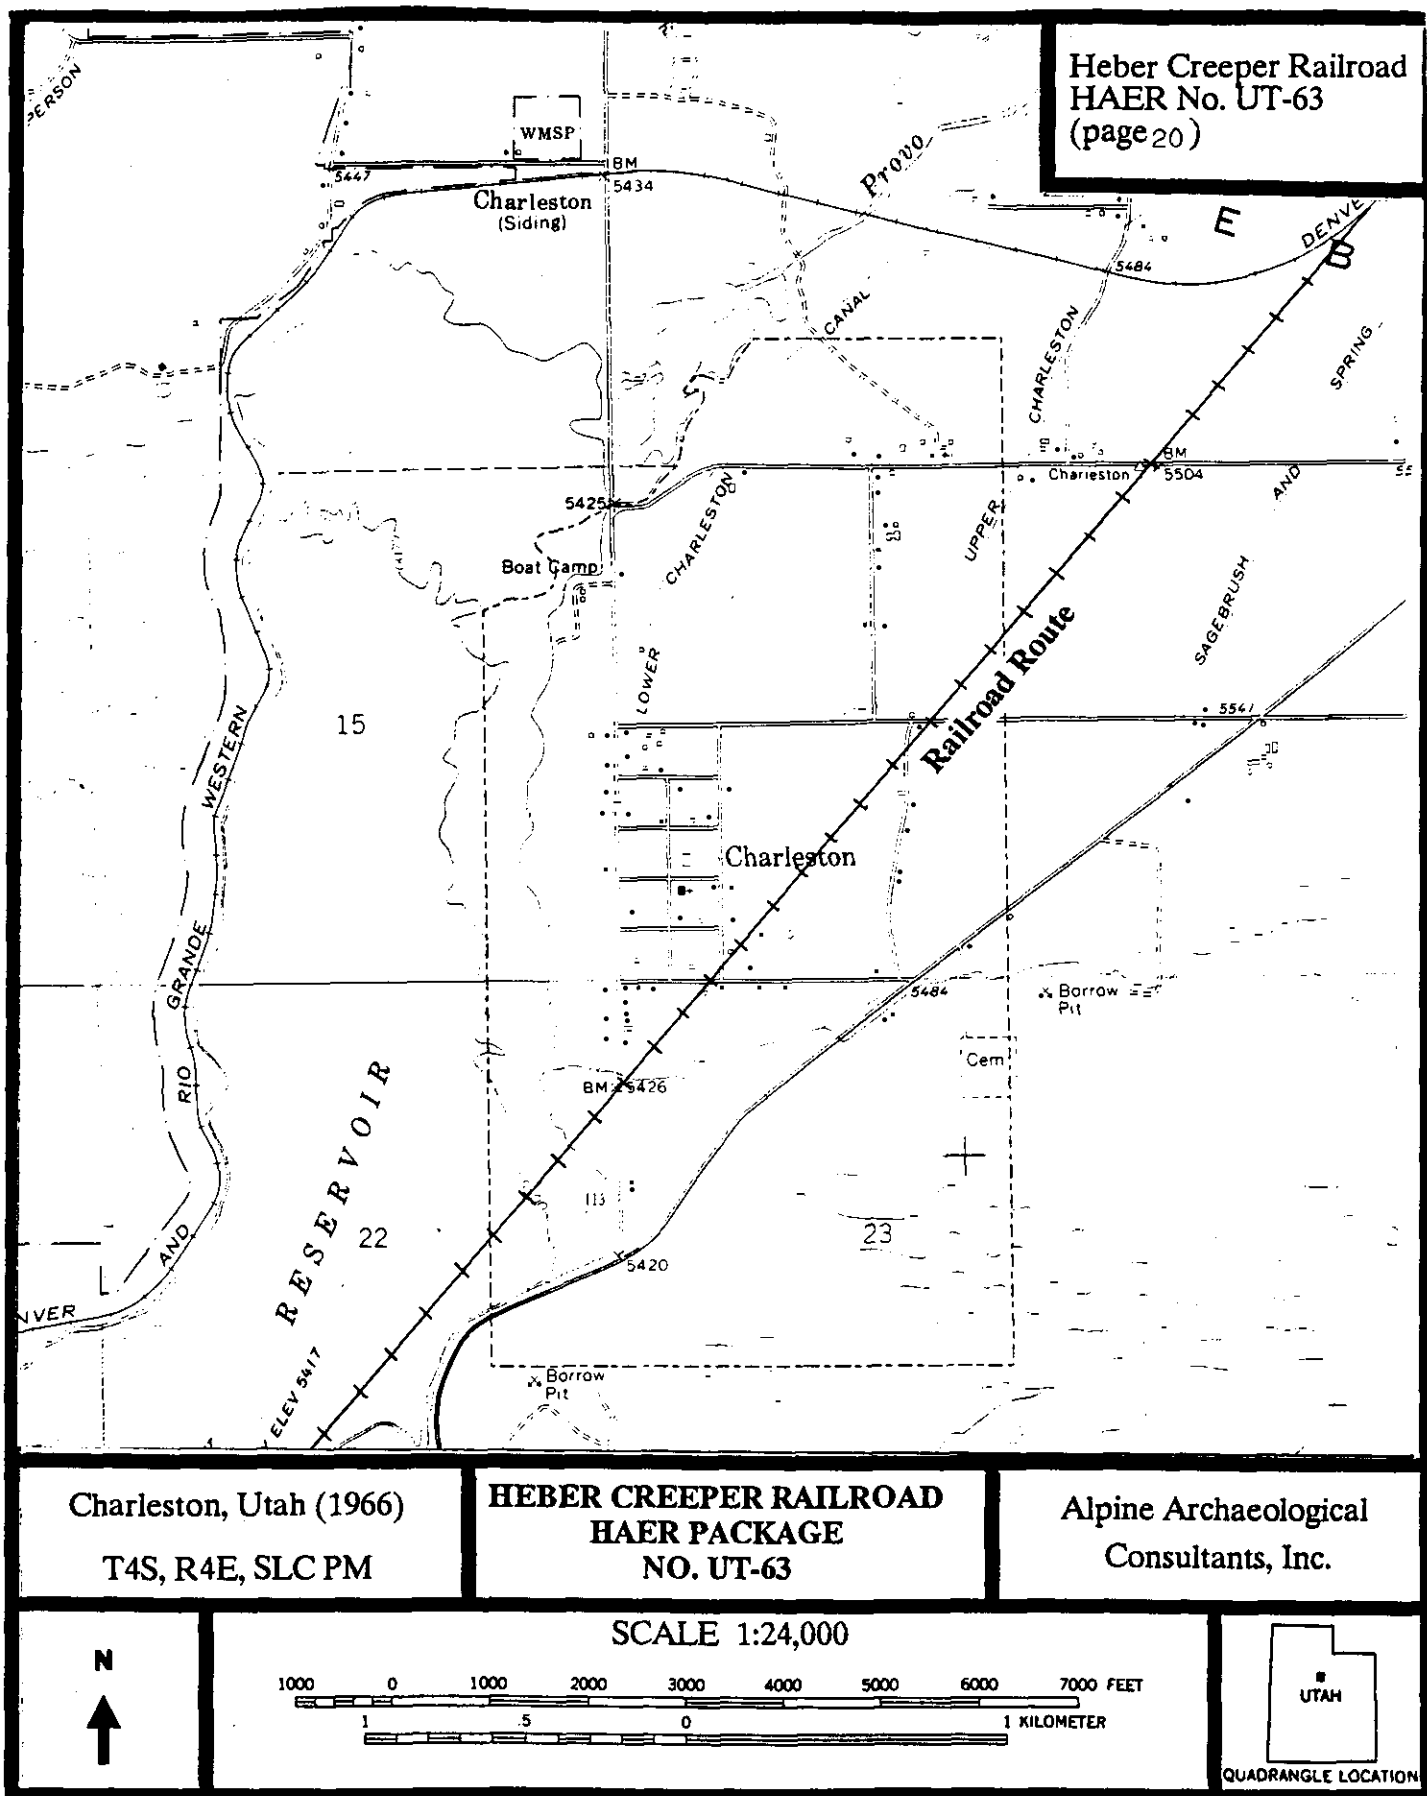 Heber Creeper Railroad
HAER No. UT-63
(page 20)
PERSON
WMSP
BM
5447
5434
Charleston
(Siding)
Provo
E
DENVE
B
5484
CANAL
CHARLESTON
SPRING
BM
Charleston
5504
55
AND
5425
CHARLESTON
UPPER
Boat Camp
SAGEBRUSH
LOWER
Railroad Route
5541
15
WESTERN
Charleston
GRANDE
5484
Borrow
Pit
RIO
Cem
BM 5426
RESERVOIR
22
23
AND
5420
NVER
ELEV 5417
Borrow
Pit
Charleston, Utah (1966)
T4S, R4E, SLC PM
HEBER CREEPER RAILROAD
HAER PACKAGE
NO. UT-63
Alpine Archaeological
Consultants, Inc.
N
SCALE 1:24,000
1000 0 1000 2000 3000 4000 5000 6000 7000 FEET
1 .5 0 1 KILOMETER
UTAH
QUADRANGLE LOCATION